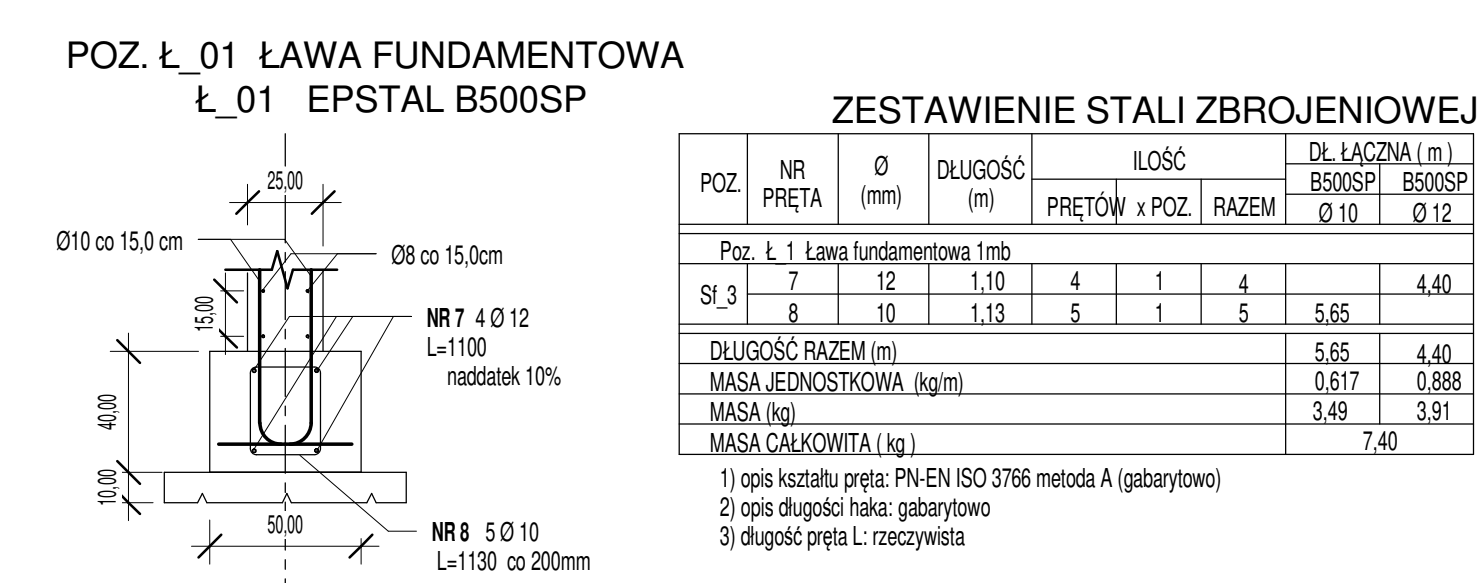 POZ. Ł_01 ŁAWA FUNDAMENTOWA
Ł_01 EPSTAL B500SP
25,00
Ø10 co 15,0 cm
Ø8 co 15,0cm
15,00
NR 7 4 Ø 12
L=1100
naddatek 10%
40,00
10,00
50,00
NR 8 5 Ø 10
L=1130 co 200mm
ZESTAWIENIE STALI ZBROJENIOWEJ
POZ. NR PRĘTA Ø (mm) DŁUGOŚĆ (m) ILOŚĆ DŁ. ŁĄCZNA ( m )
PRĘTÓW x POZ. RAZEM B500SP B500SP
Ø 10 Ø 12
Poz. Ł_1 Ława fundamentowa 1mb
Sf_3 7 12 1,10 4 1 4 4,40
8 10 1,13 5 1 5 5,65
DŁUGOŚĆ RAZEM (m) 5,65 4,40
MASA JEDNOSTKOWA (kg/m) 0,617 0,888
MASA (kg) 3,49 3,91
MASA CAŁKOWITA ( kg ) 7,40
1) opis kształtu pręta: PN-EN ISO 3766 metoda A (gabarytowo)
2) opis długości haka: gabarytowo
3) długość pręta L: rzeczywista